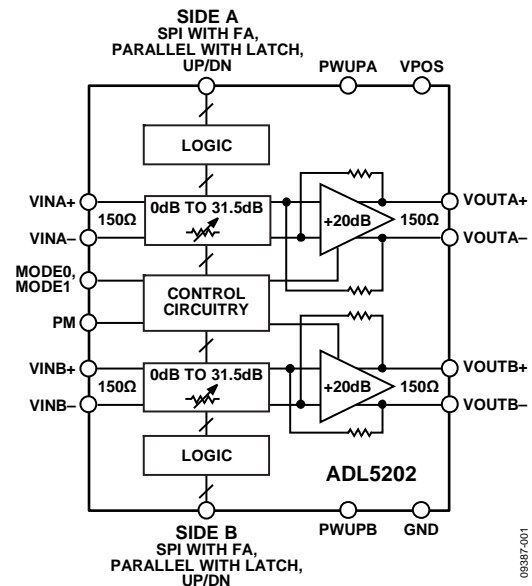 SIDE A
SPI WITH FA,
PARALLEL WITH LATCH,
UP/DN
PWUPA
VPOS
LOGIC
VINA+
150Ω
0dB TO 31.5dB
+20dB
150Ω
VOUTA+
VINA–
VOUTA–
MODE0,
MODE1
CONTROL
CIRCUITRY
PM
VINB+
150Ω
0dB TO 31.5dB
+20dB
150Ω
VOUTB+
VINB–
VOUTB–
LOGIC
ADL5202
SIDE B
SPI WITH FA,
PARALLEL WITH LATCH,
UP/DN
PWUPB
GND
09387-001